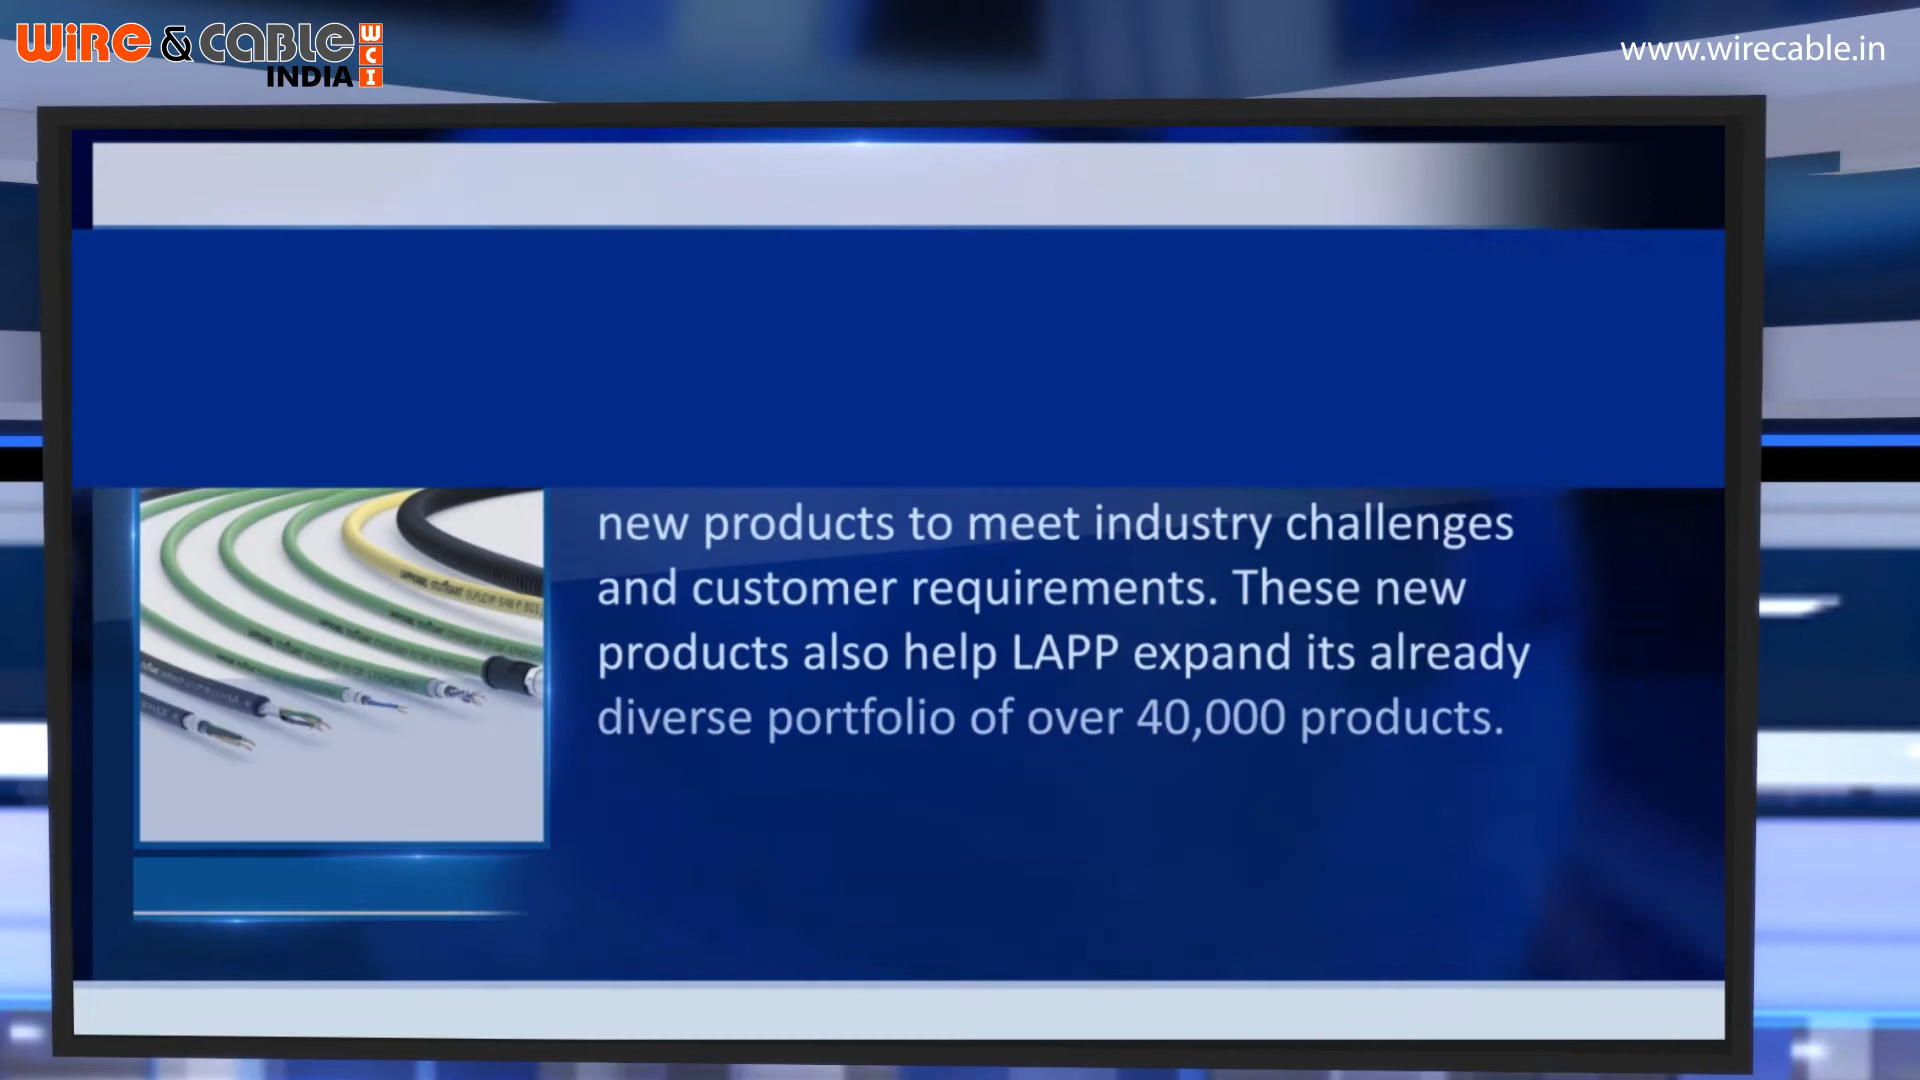 WIRE & CABLE WCI
INDIA
www.wirecable.in
new products to meet industry challenges
and customer requirements. These new
products also help LAPP expand its already
diverse portfolio of over 40,000 products.